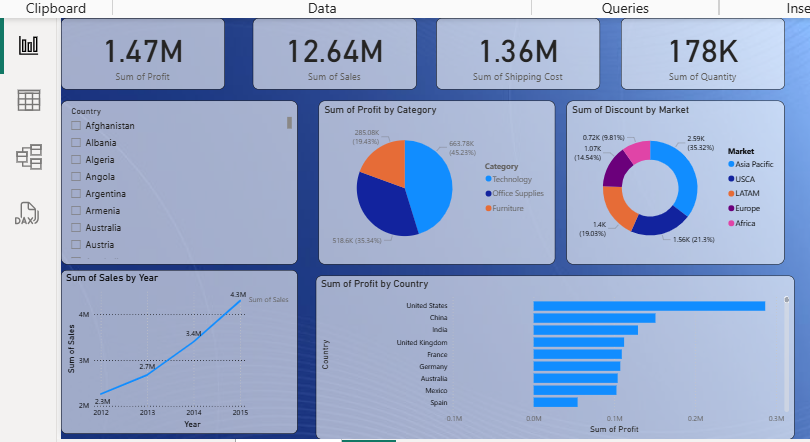 Clipboard
Data
Queries
Inse
1.47M
Sum of Profit
12.64M
Sum of Sales
1.36M
Sum of Shipping Cost
178K
Sum of Quantity
Country
Afghanistan
Albania
Algeria
Angola
Argentina
Armenia
Australia
Austria
Sum of Profit by Category
285.08K
(19.43%)
663.78K
(45.23%)
518.6K (35.34%)
Category
Technology
Office Supplies
Furniture
Sum of Discount by Market
0.72K (9.81%)
1.07K
(14.54%)
2.59K
(35.32%)
1.4K
(19.03%)
1.56K (21.3%)
Market
Asia Pacific
USCA
LATAM
Europe
Africa
Sum of Sales by Year
Sum of Sales
4M
3M
2M
2.3M
2.7M
3.4M
4.3M
Sum of Sales
2012
2013
2014
2015
Year
Sum of Profit by Country
Country
United States
China
India
United Kingdom
France
Germany
Australia
Mexico
Spain
0.1M
0.0M
0.1M
0.2M
0.3M
Sum of Profit
DAX